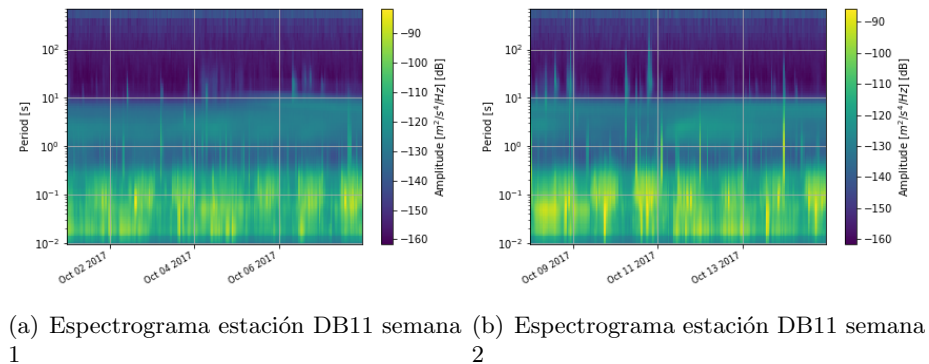 10²
10¹
10⁰
10⁻¹
10⁻²
Period [s]
Oct 02 2017
Oct 04 2017
Oct 06 2017
−90
−100
−110
−120
−130
−140
−150
−160
Amplitude [m²/s⁴/Hz] [dB]
10²
10¹
10⁰
10⁻¹
10⁻²
Period [s]
Oct 09 2017
Oct 11 2017
Oct 13 2017
−90
−100
−110
−120
−130
−140
−150
−160
Amplitude [m²/s⁴/Hz] [dB]
(a) Espectrograma estación DB11 semana
1
(b) Espectrograma estación DB11 semana
2